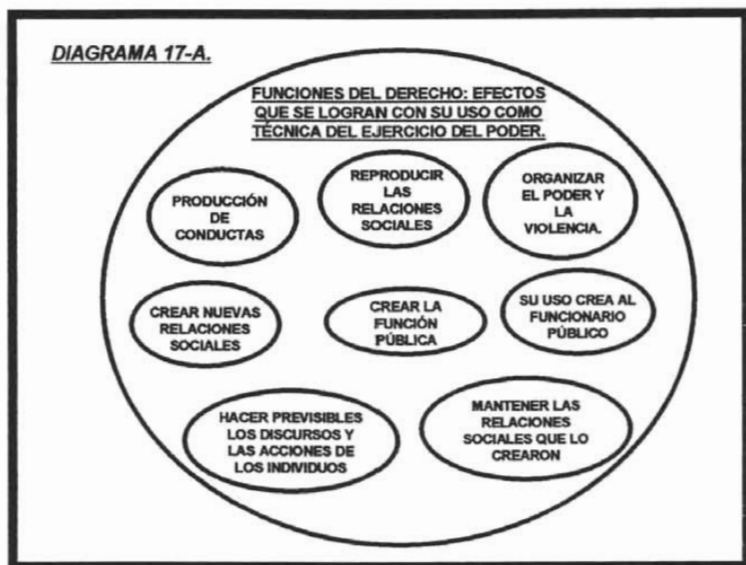 DIAGRAMA 17-A.
FUNCIONES DEL DERECHO: EFECTOS
QUE SE LOGRAN CON SU USO COMO
TÉCNICA DEL EJERCICIO DEL PODER.
PRODUCCIÓN
DE
CONDUCTAS
REPRODUCIR
LAS
RELACIONES
SOCIALES
ORGANIZAR
EL PODER Y
LA
VIOLENCIA.
CREAR NUEVAS
RELACIONES
SOCIALES
CREAR LA
FUNCIÓN
PÚBLICA
SU USO CREA AL
FUNCIONARIO
PÚBLICO
HACER PREVISIBLES
LOS DISCURSOS Y
LAS ACCIONES DE
LOS INDIVIDUOS
MANTENER LAS
RELACIONES
SOCIALES QUE LO
CREARON